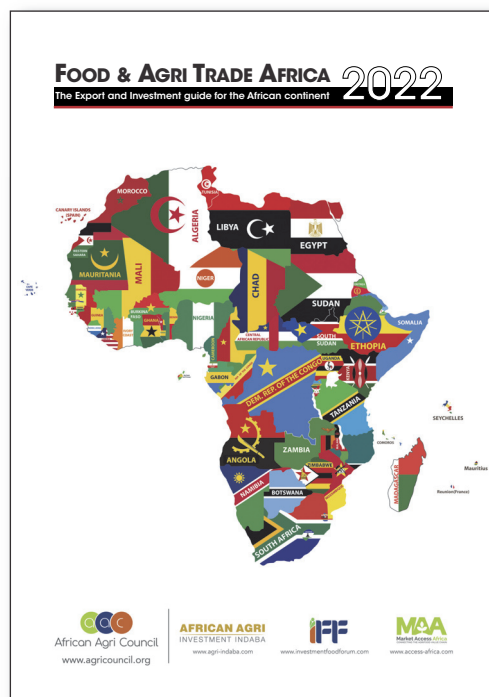 FOOD & AGRI TRADE AFRICA 2022
The Export and Investment guide for the African continent
MOROCCO
TUNISIA
CANARY ISLANDS
(SPAIN)
ALGERIA
LIBYA
EGYPT
WESTERN
SAHARA
MAURITANIA
MALI
NIGER
CHAD
SUDAN
BURKINA
FASO
GHANA
NIGERIA
CENTRAL
AFRICAN REPUBLIC
SOUTH
SUDAN
ETHIOPIA
SOMALIA
GABON
DEM. REP. OF THE CONGO
UGANDA
KENYA
TANZANIA
SEYCHELLES
COMOROS
ANGOLA
ZAMBIA
ZIMBABWE
NAMIBIA
BOTSWANA
MADAGASCAR
Mauritius
Reunion(France)
SOUTH AFRICA
aac
African Agri Council
www.agricouncil.org
AFRICAN AGRI
INVESTMENT INDABA
www.agri-indaba.com
IFF
www.investmentfoodforum.com
MAA
Market Access Africa
www.access-africa.com